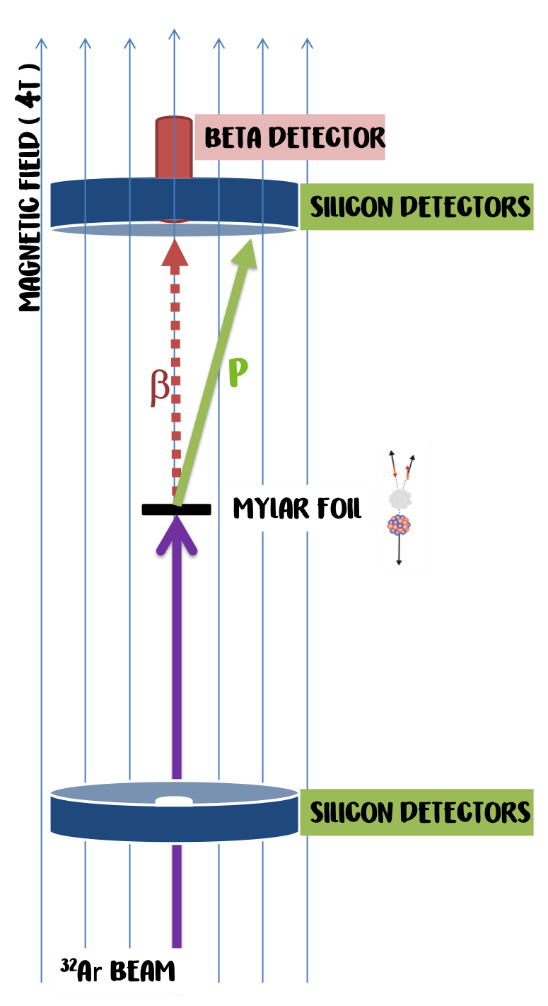 MAGNETIC FIELD ( 4T )
BETA DETECTOR
SILICON DETECTORS
β
P
MYLAR FOIL
SILICON DETECTORS
³²Ar BEAM